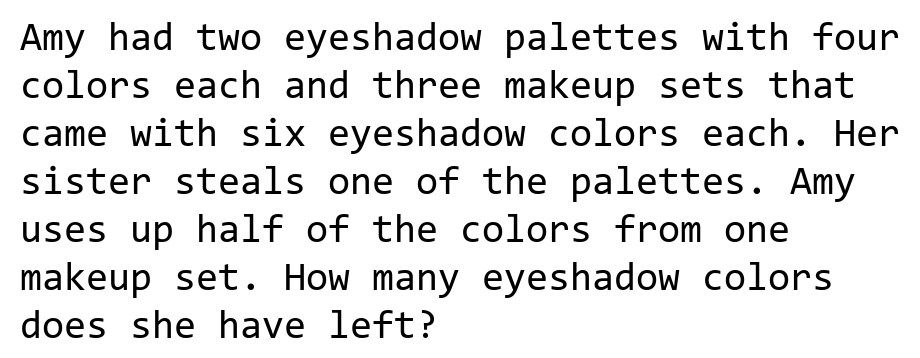 Amy had two eyeshadow palettes with four
colors each and three makeup sets that
came with six eyeshadow colors each. Her
sister steals one of the palettes. Amy
uses up half of the colors from one
makeup set. How many eyeshadow colors
does she have left?